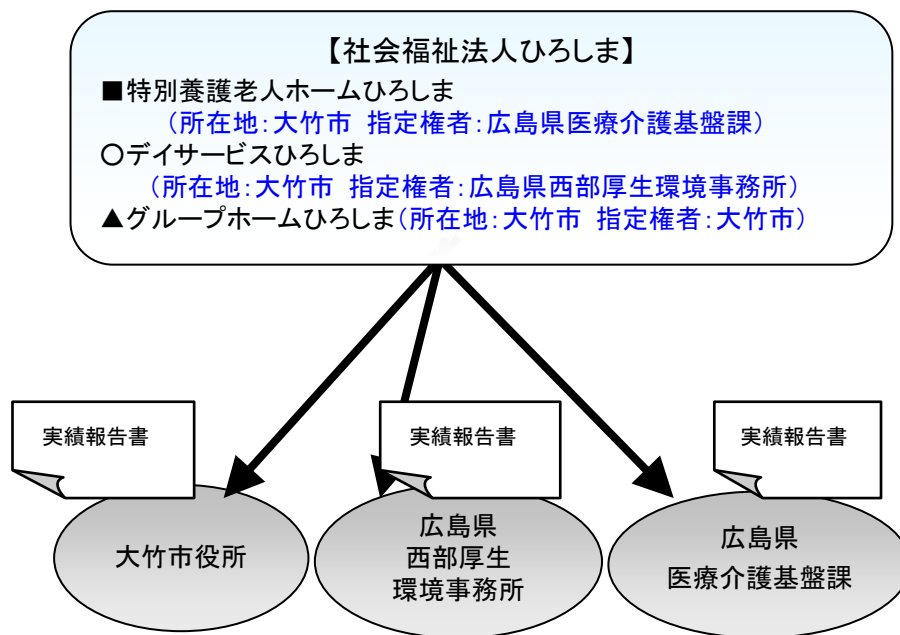 【社会福祉法人ひろしま】
■特別養護老人ホームひろしま
（所在地：大竹市 指定権者：広島県医療介護基盤課）
○デイサービスひろしま
（所在地：大竹市 指定権者：広島県西部厚生環境事務所）
▲グループホームひろしま（所在地：大竹市 指定権者：大竹市）
実績報告書
実績報告書
実績報告書
大竹市役所
広島県
西部厚生
環境事務所
広島県
医療介護基盤課